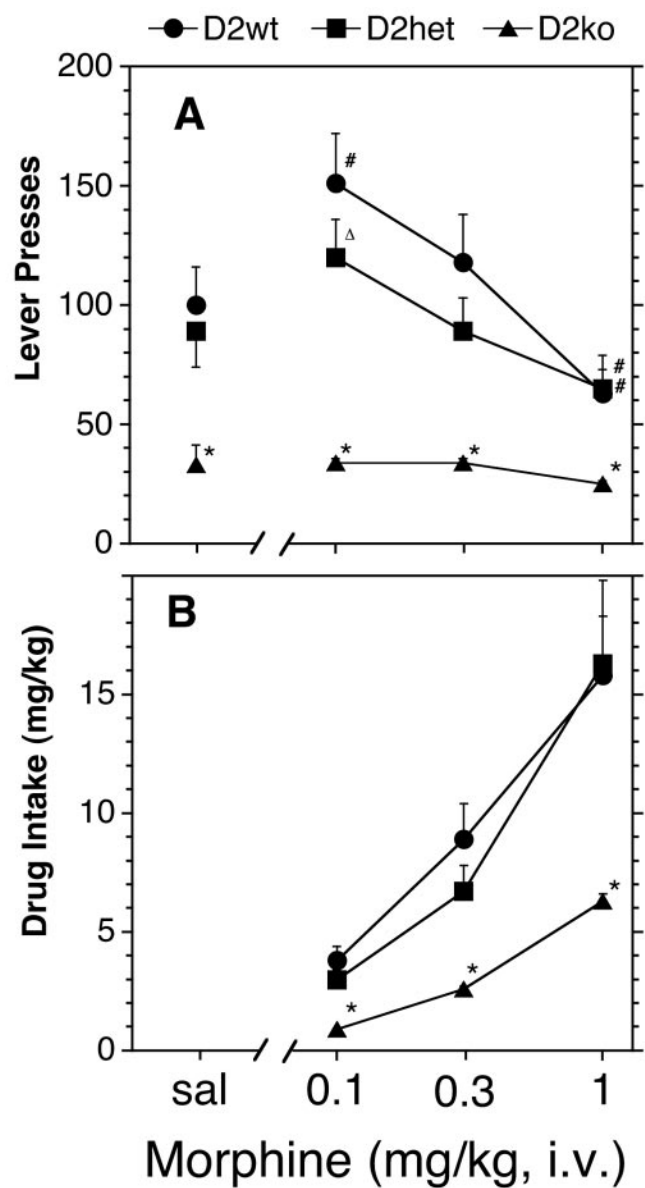 D2wt D2het D2ko
200
A
#
150
Δ
Lever Presses
100
50
#
#
*
*
*
*
0
B
15
Drug Intake (mg/kg)
10
*
5
*
*
0
sal 0.1 0.3 1
Morphine (mg/kg, i.v.)